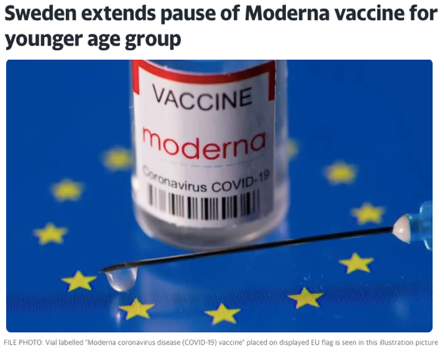 Sweden extends pause of Moderna vaccine for
younger age group
VACCINE
moderna
Coronavirus COVID-19
FILE PHOTO: Vial labelled "Moderna coronavirus disease (COVID-19) vaccine" placed on displayed EU flag is seen in this illustration picture